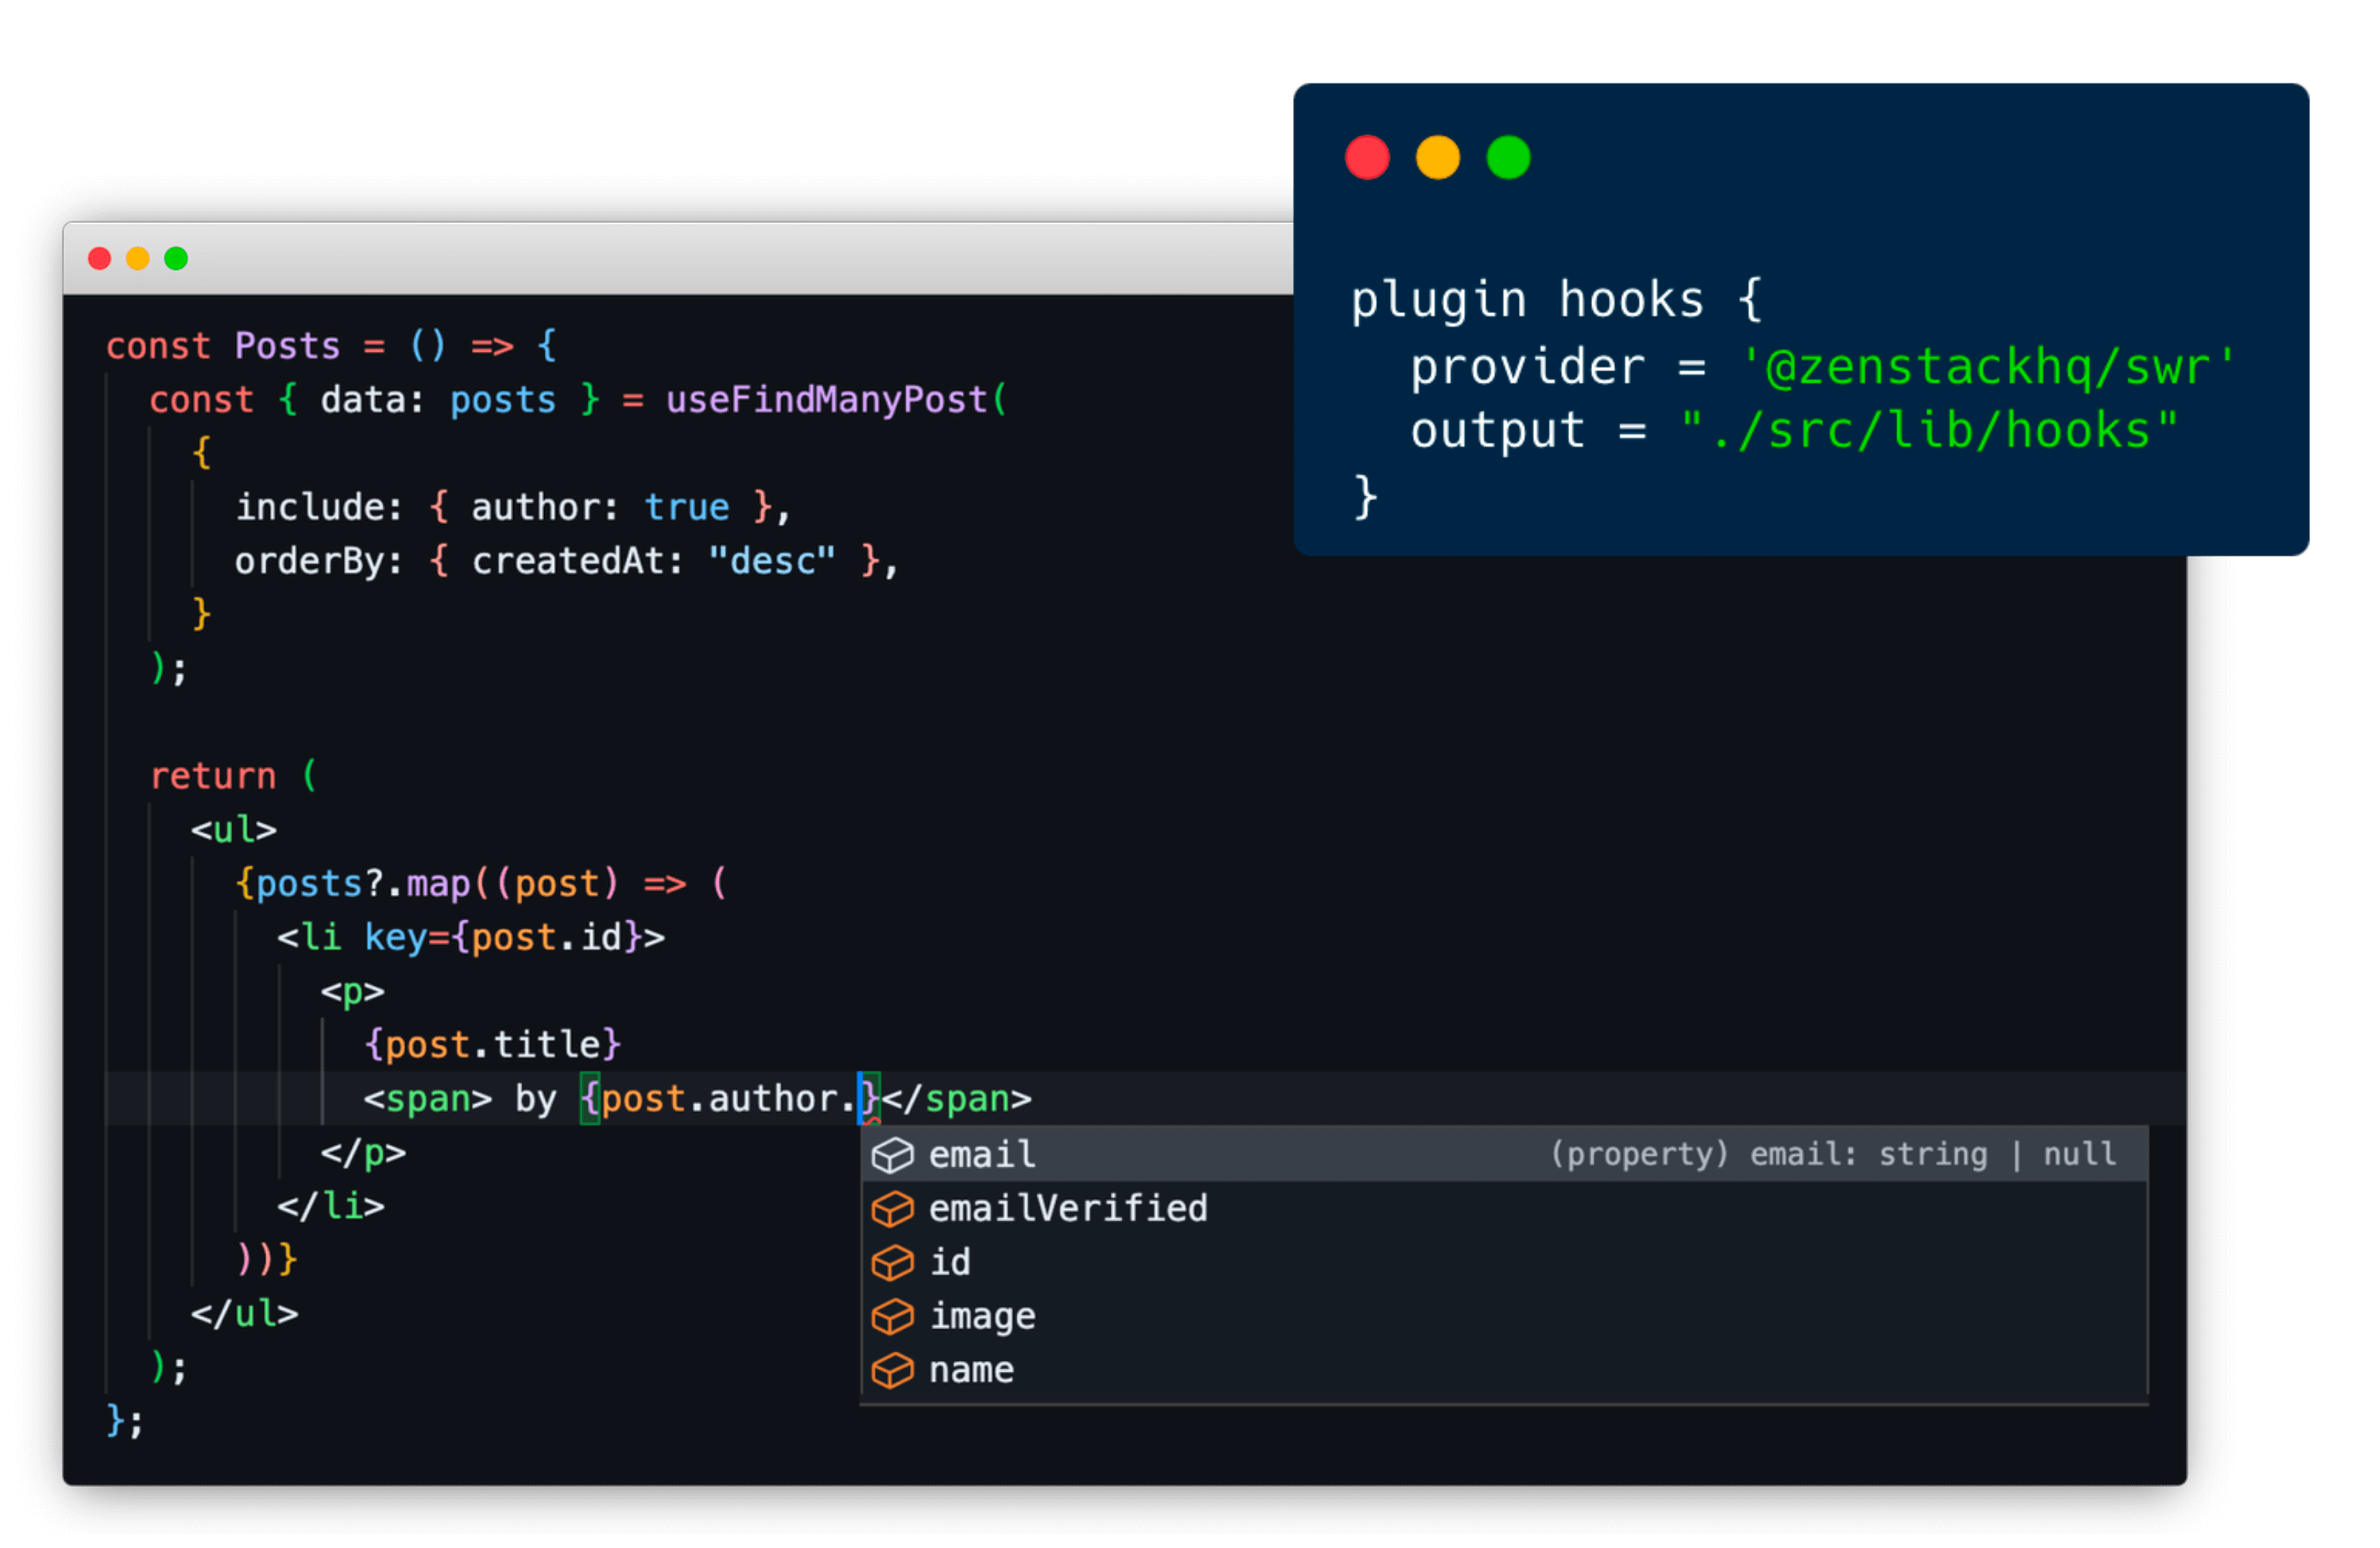 plugin hooks {
  provider = '@zenstackhq/swr'
  output = "./src/lib/hooks"
}
const Posts = () => {
  const { data: posts } = useFindManyPost(
    {
      include: { author: true },
      orderBy: { createdAt: "desc" },
    }
  );

  return (
    <ul>
      {posts?.map((post) => (
        <li key={post.id}>
          <p>
            {post.title}
            <span> by {post.author.}</span>
          </p>
        </li>
      ))}
    </ul>
  );
};
email (property) email: string | null
emailVerified
id
image
name